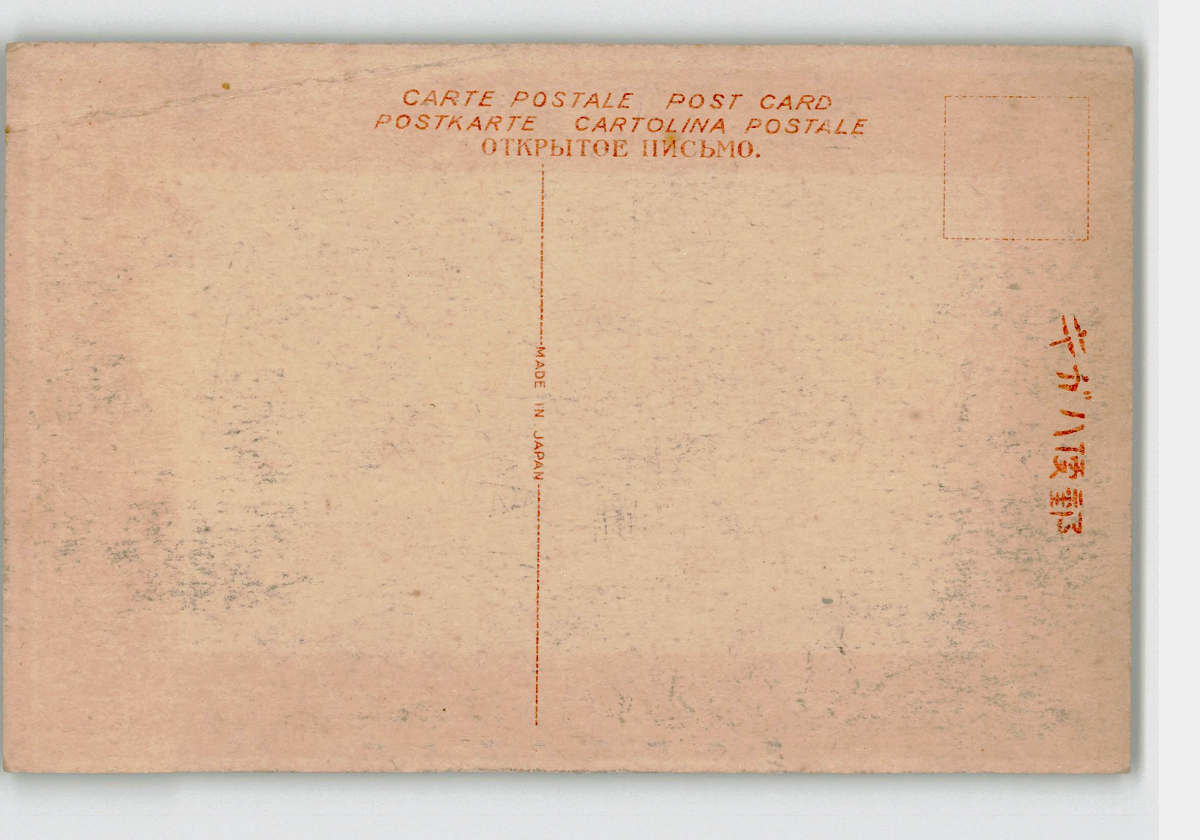 CARTE POSTALE POST CARD
POSTKARTE CARTOLINA POSTALE
ОТКРЫТОЕ ПИСЬМО.
MADE IN JAPAN
郵便ハガキ